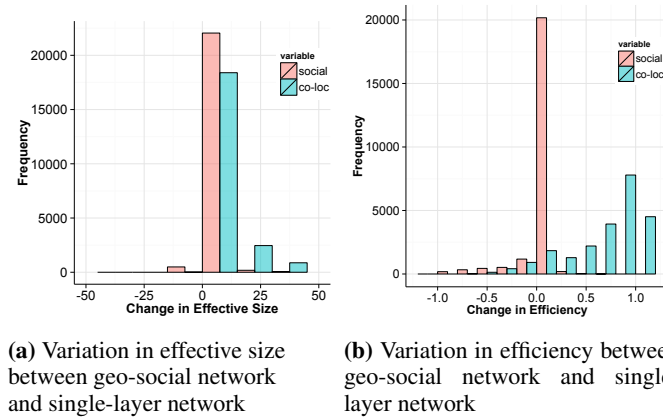 20000
15000
10000
5000
0
Frequency
-50 -25 0 25 50
Change in Effective Size
variable
social
co-loc
(a) Variation in effective size
between geo-social network
and single-layer network
20000
15000
10000
5000
0
Frequency
-1.0 -0.5 0.0 0.5 1.0
Change in Efficiency
variable
social
co-loc
(b) Variation in efficiency betwee
geo-social network and single
layer network